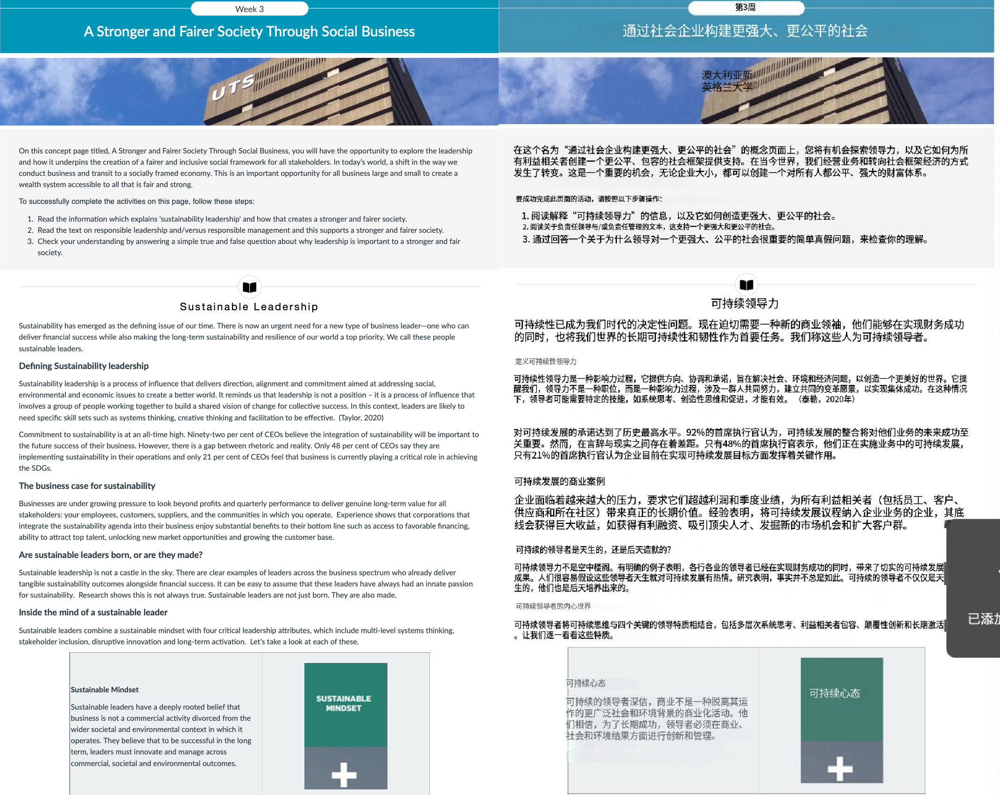 Week 3
A Stronger and Fairer Society Through Social Business
UTS
On this concept page titled, A Stronger and Fairer Society Through Social Business, you will have the opportunity to explore the leadership
and how it underpins the creation of a fairer and inclusive social framework for all stakeholders. In today's world, a shift in the way we
conduct business and transit to a socially framed economy. This is an important opportunity for all business large and small to create a
wealth system accessible to all that is fair and strong.
To successfully complete the activities on this page, follow these steps:
1. Read the information which explains 'sustainability leadership' and how that creates a stronger and fairer society.
2. Read the text on responsible leadership and/versus responsible management and this supports a stronger and fairer society.
3. Check your understanding by answering a simple true and false question about why leadership is important to a stronger and fair
society.
Sustainable Leadership
Sustainability has emerged as the defining issue of our time. There is now an urgent need for a new type of business leader—one who can
deliver financial success while also making the long-term sustainability and resilience of our world a top priority. We call these people
sustainable leaders.
Defining Sustainability leadership
Sustainability leadership is a process of influence that delivers direction, alignment and commitment aimed at addressing social,
environmental and economic issues to create a better world. It reminds us that leadership is not a position – it is a process of influence that
involves a group of people working together to build a shared vision of change for collective success. In this context, leaders are likely to
need specific skill sets such as systems thinking, creative thinking and facilitation to be effective.  (Taylor, 2020)
Commitment to sustainability is at an all-time high. Ninety-two per cent of CEOs believe the integration of sustainability will be important to
the future success of their business. However, there is a gap between rhetoric and reality. Only 48 per cent of CEOs say they are
implementing sustainability in their operations and only 21 per cent of CEOs feel that business is currently playing a critical role in achieving
the SDGs.
The business case for sustainability
Businesses are under growing pressure to look beyond profits and quarterly performance to deliver genuine long-term value for all
stakeholders: your employees, customers, suppliers, and the communities in which you operate.  Experience shows that corporations that
integrate the sustainability agenda into their business enjoy substantial benefits to their bottom line such as access to favorable financing,
ability to attract top talent, unlocking new market opportunities and growing the customer base.
Are sustainable leaders born, or are they made?
Sustainable leadership is not a castle in the sky. There are clear examples of leaders across the business spectrum who already deliver
tangible sustainability outcomes alongside financial success. It can be easy to assume that these leaders have always had an innate passion
for sustainability.  Research shows this is not always true. Sustainable leaders are not just born. They are also made.
Inside the mind of a sustainable leader
Sustainable leaders combine a sustainable mindset with four critical leadership attributes, which include multi-level systems thinking,
stakeholder inclusion, disruptive innovation and long-term activation.  Let's take a look at each of these.
Sustainable Mindset
Sustainable leaders have a deeply rooted belief that
business is not a commercial activity divorced from the
wider societal and environmental context in which it
operates. They believe that to be successful in the long
term, leaders must innovate and manage across
commercial, societal and environmental outcomes.
SUSTAINABLE
MINDSET
第3周
通过社会企业构建更强大、更公平的社会
澳大利亚新
英格兰大学
在这个名为“通过社会企业构建更强大、更公平的社会”的概念页面上，您将有机会探索领导力，以及它如何为所
有利益相关者创建一个更公平、包容的社会框架提供支持。在当今世界，我们经营业务和转向社会框架经济的方式
发生了转变。这是一个重要的机会，无论企业大小，都可以创建一个对所有人都公平、强大的财富体系。
要成功完成此页面的活动，请按照以下步骤操作：
1. 阅读解释“可持续领导力”的信息，以及它如何创造更强大、更公平的社会。
2. 阅读关于负责任领导与/或负责任管理的文本，这支持一个更强大和更公平的社会。
3. 通过回答一个关于为什么领导对一个更强大、公平的社会很重要的简单真假问题，来检查你的理解。
可持续领导力
可持续性已成为我们时代的决定性问题。现在迫切需要一种新的商业领袖，他们能够在实现财务成功
的同时，也将我们世界的长期可持续性和韧性作为首要任务。我们称这些人为可持续领导者。
定义可持续性领导力
可持续性领导力是一种影响力过程，它提供方向、协调和承诺，旨在解决社会、环境和经济问题，以创造一个更美好的世界。它提
醒我们，领导力不是一种职位，而是一种影响力过程，涉及一群人共同努力，建立共同的变革愿景，以实现集体成功。在这种情况
下，领导者可能需要特定的技能，如系统思考、创造性思维和促进，才能有效。（泰勒，2020年）
对可持续发展的承诺达到了历史最高水平。92%的首席执行官认为，可持续发展的整合将对他们业务的未来成功至
关重要。然而，在言辞与现实之间存在着差距。只有48%的首席执行官表示，他们正在实施业务中的可持续发展，
只有21%的首席执行官认为企业目前在实现可持续发展目标方面发挥着关键作用。
可持续发展的商业案例
企业面临着越来越大的压力，要求它们超越利润和季度业绩，为所有利益相关者（包括员工、客户、
供应商和所在社区）带来真正的长期价值。经验表明，将可持续发展议程纳入企业业务的企业，其底
线会获得巨大收益，如获得有利融资、吸引顶尖人才、发掘新的市场机会和扩大客户群。
可持续的领导者是天生的，还是后天造就的？
可持续领导力不是空中楼阁。有明确的例子表明，各行各业的领导者已经在实现财务成功的同时，带来了切实的可持续发展
成果。人们很容易假设这些领导者天生就对可持续发展有热情。研究表明，事实并不总是如此。可持续的领导者不仅仅是天
生的，他们也是后天培养出来的。
可持续领导者的内心世界
可持续领导者将可持续思维与四个关键的领导特质相结合，包括多层次系统思考、利益相关者包容、颠覆性创新和长期激活
。让我们逐一看看这些特质。
可持续心态
可持续的领导者深信，商业不是一种脱离其运
作的更广泛社会和环境背景的商业化活动。他
们相信，为了长期成功，领导者必须在商业、
社会和环境结果方面进行创新和管理。
可持续心态
已添加